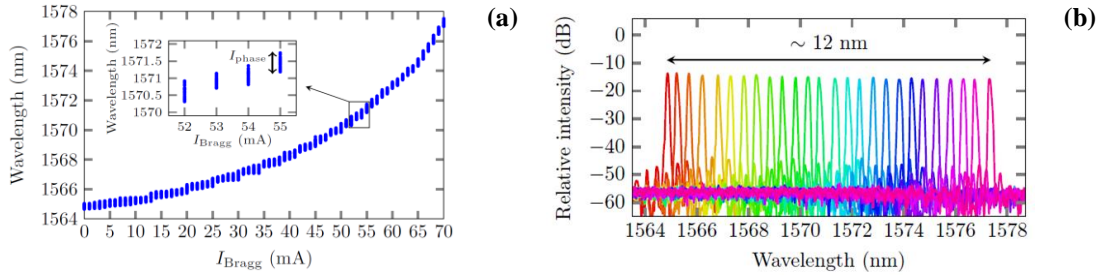 (a)
Wavelength (nm)
1578
1576
1574
1572
1570
1568
1566
1564
0 5 10 15 20 25 30 35 40 45 50 55 60 65 70
I_Bragg (mA)
Wavelength (nm)
1572
1571.5
1571
1570.5
1570
I_phase
52 53 54 55
I_Bragg (mA)
(b)
Relative intensity (dB)
0
−10
−20
−30
−40
−50
−60
∼ 12 nm
1564 1566 1568 1570 1572 1574 1576 1578
Wavelength (nm)